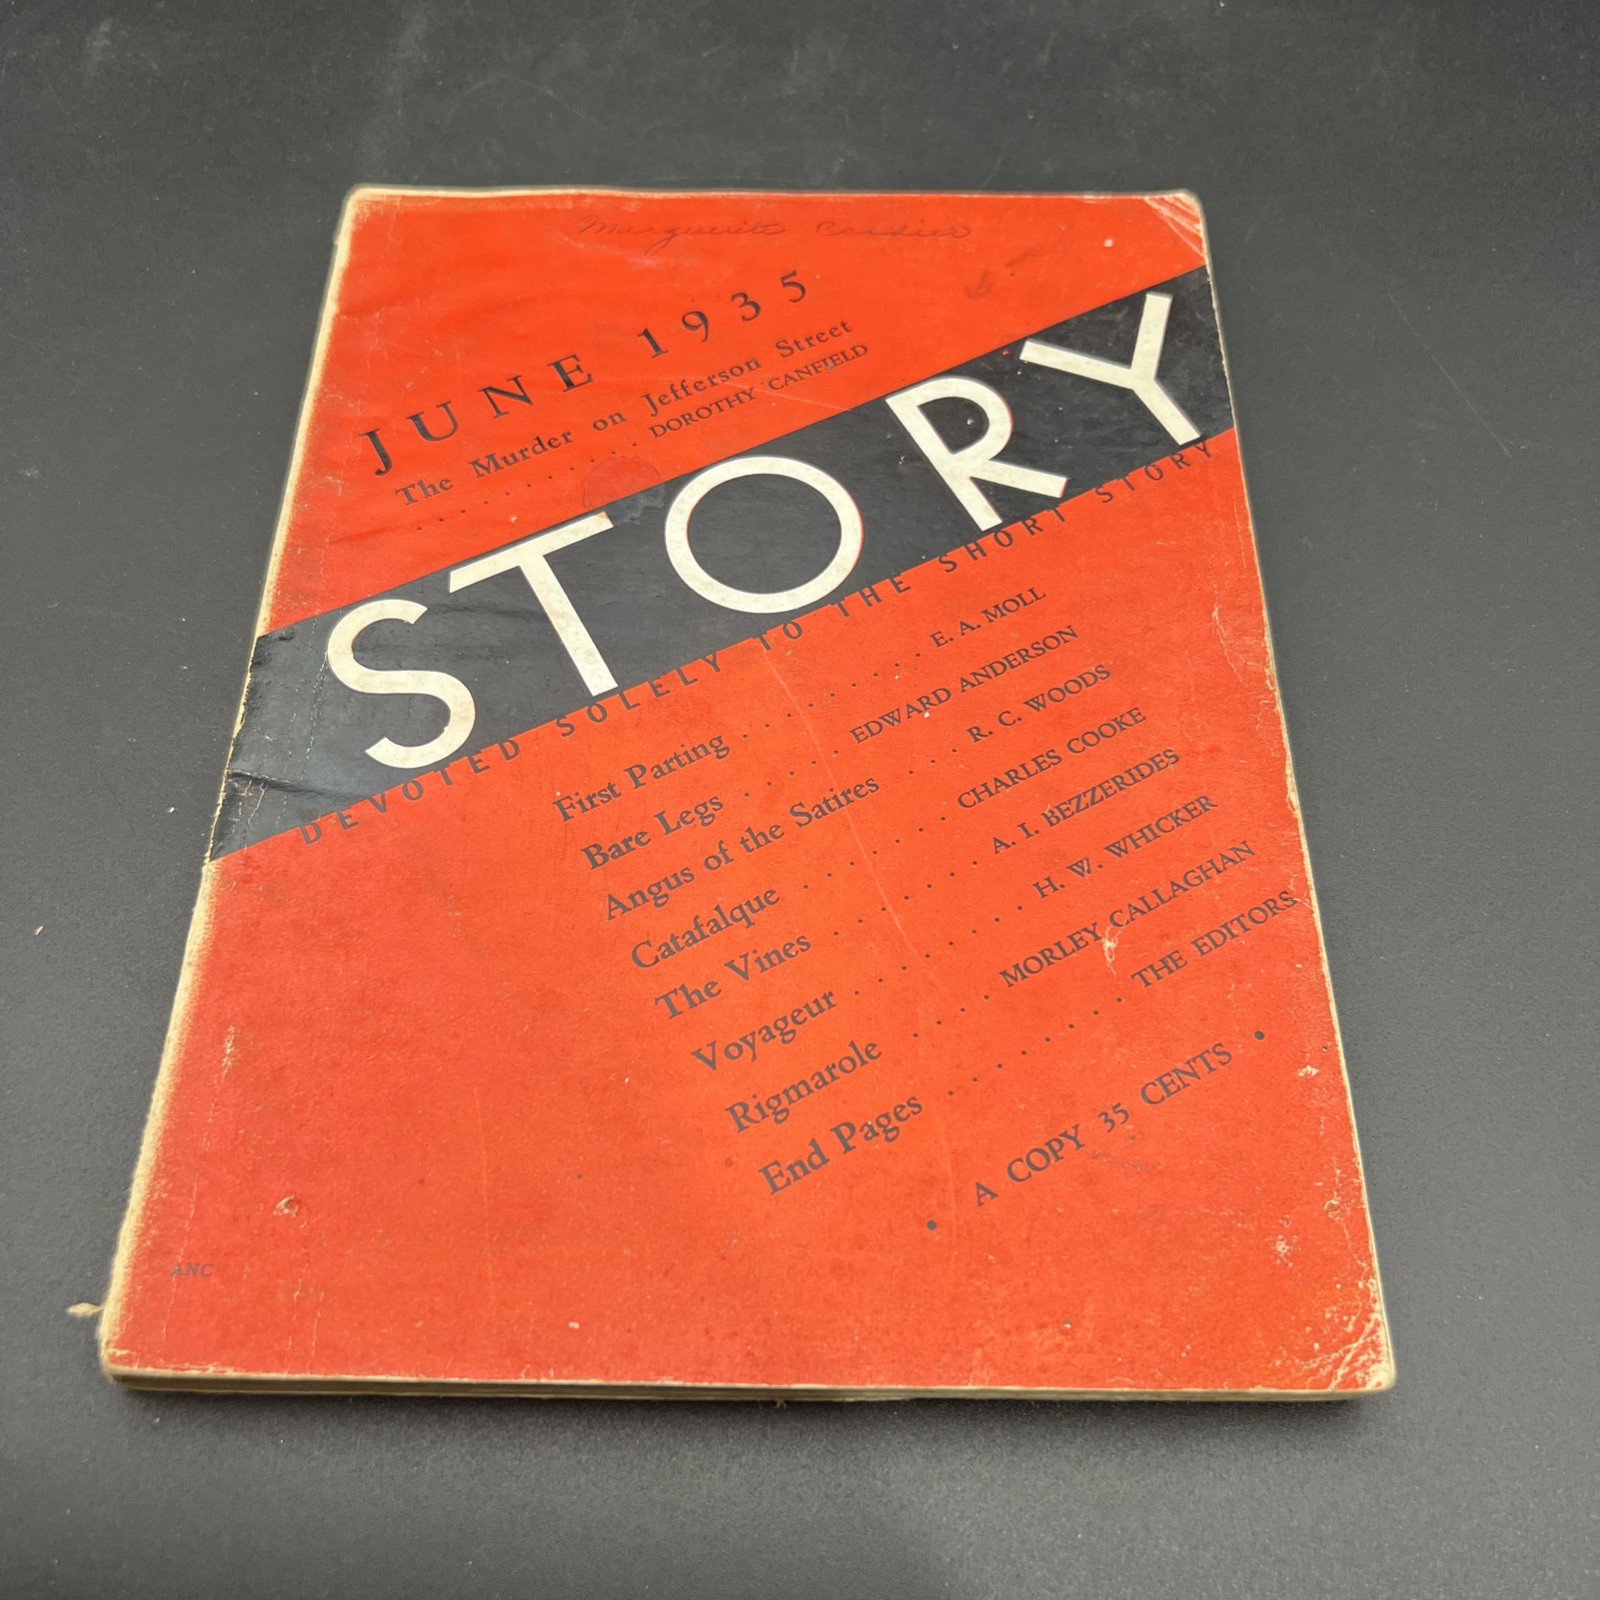 Marguerite
JUNE 1935
The Murder on Jefferson Street
. . . . . . . . . . DOROTHY CANFIELD
STORY
DEVOTED SOLELY TO THE SHORT STORY
First Parting . . . . . . . . . . E. A. MOLL
Bare Legs . . . . . EDWARD ANDERSON
Angus of the Satires . . . R. C. WOODS
Catafalque . . . . . . . . CHARLES COOKE
The Vines . . . . . . . . A. I. BEZZERIDES
Voyageur . . . . . . . . . H. W. WHICKER
Rigmarole . . . . . MORLEY CALLAGHAN
End Pages . . . . . . . . . THE EDITORS
• A COPY 35 CENTS •
ANC